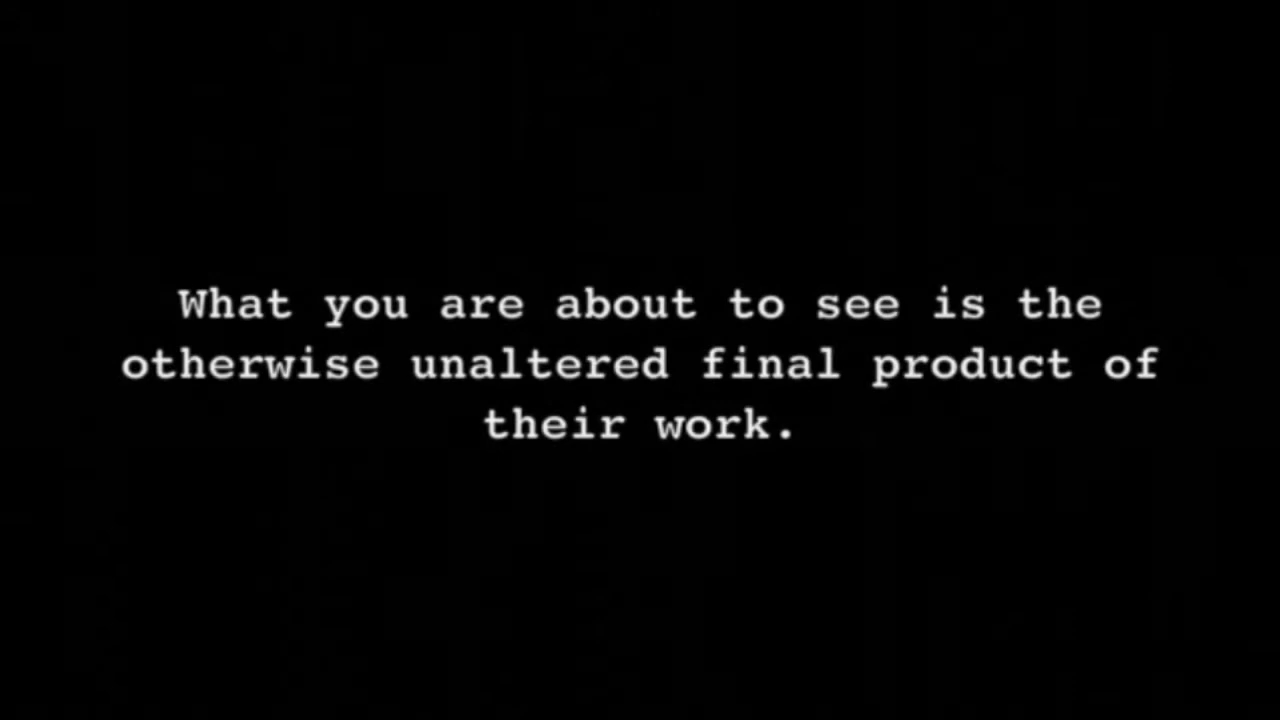 What you are about to see is the
otherwise unaltered final product of
their work.